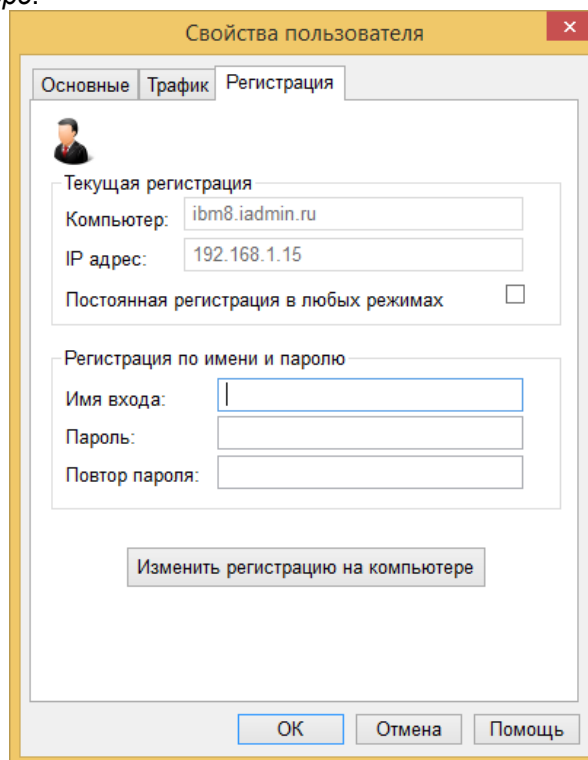 Свойства пользователя
Основные Трафик Регистрация
Текущая регистрация
Компьютер: ibm8.iadmin.ru
IP адрес: 192.168.1.15
Постоянная регистрация в любых режимах
Регистрация по имени и паролю
Имя входа:
Пароль:
Повтор пароля:
Изменить регистрацию на компьютере
ОК Отмена Помощь